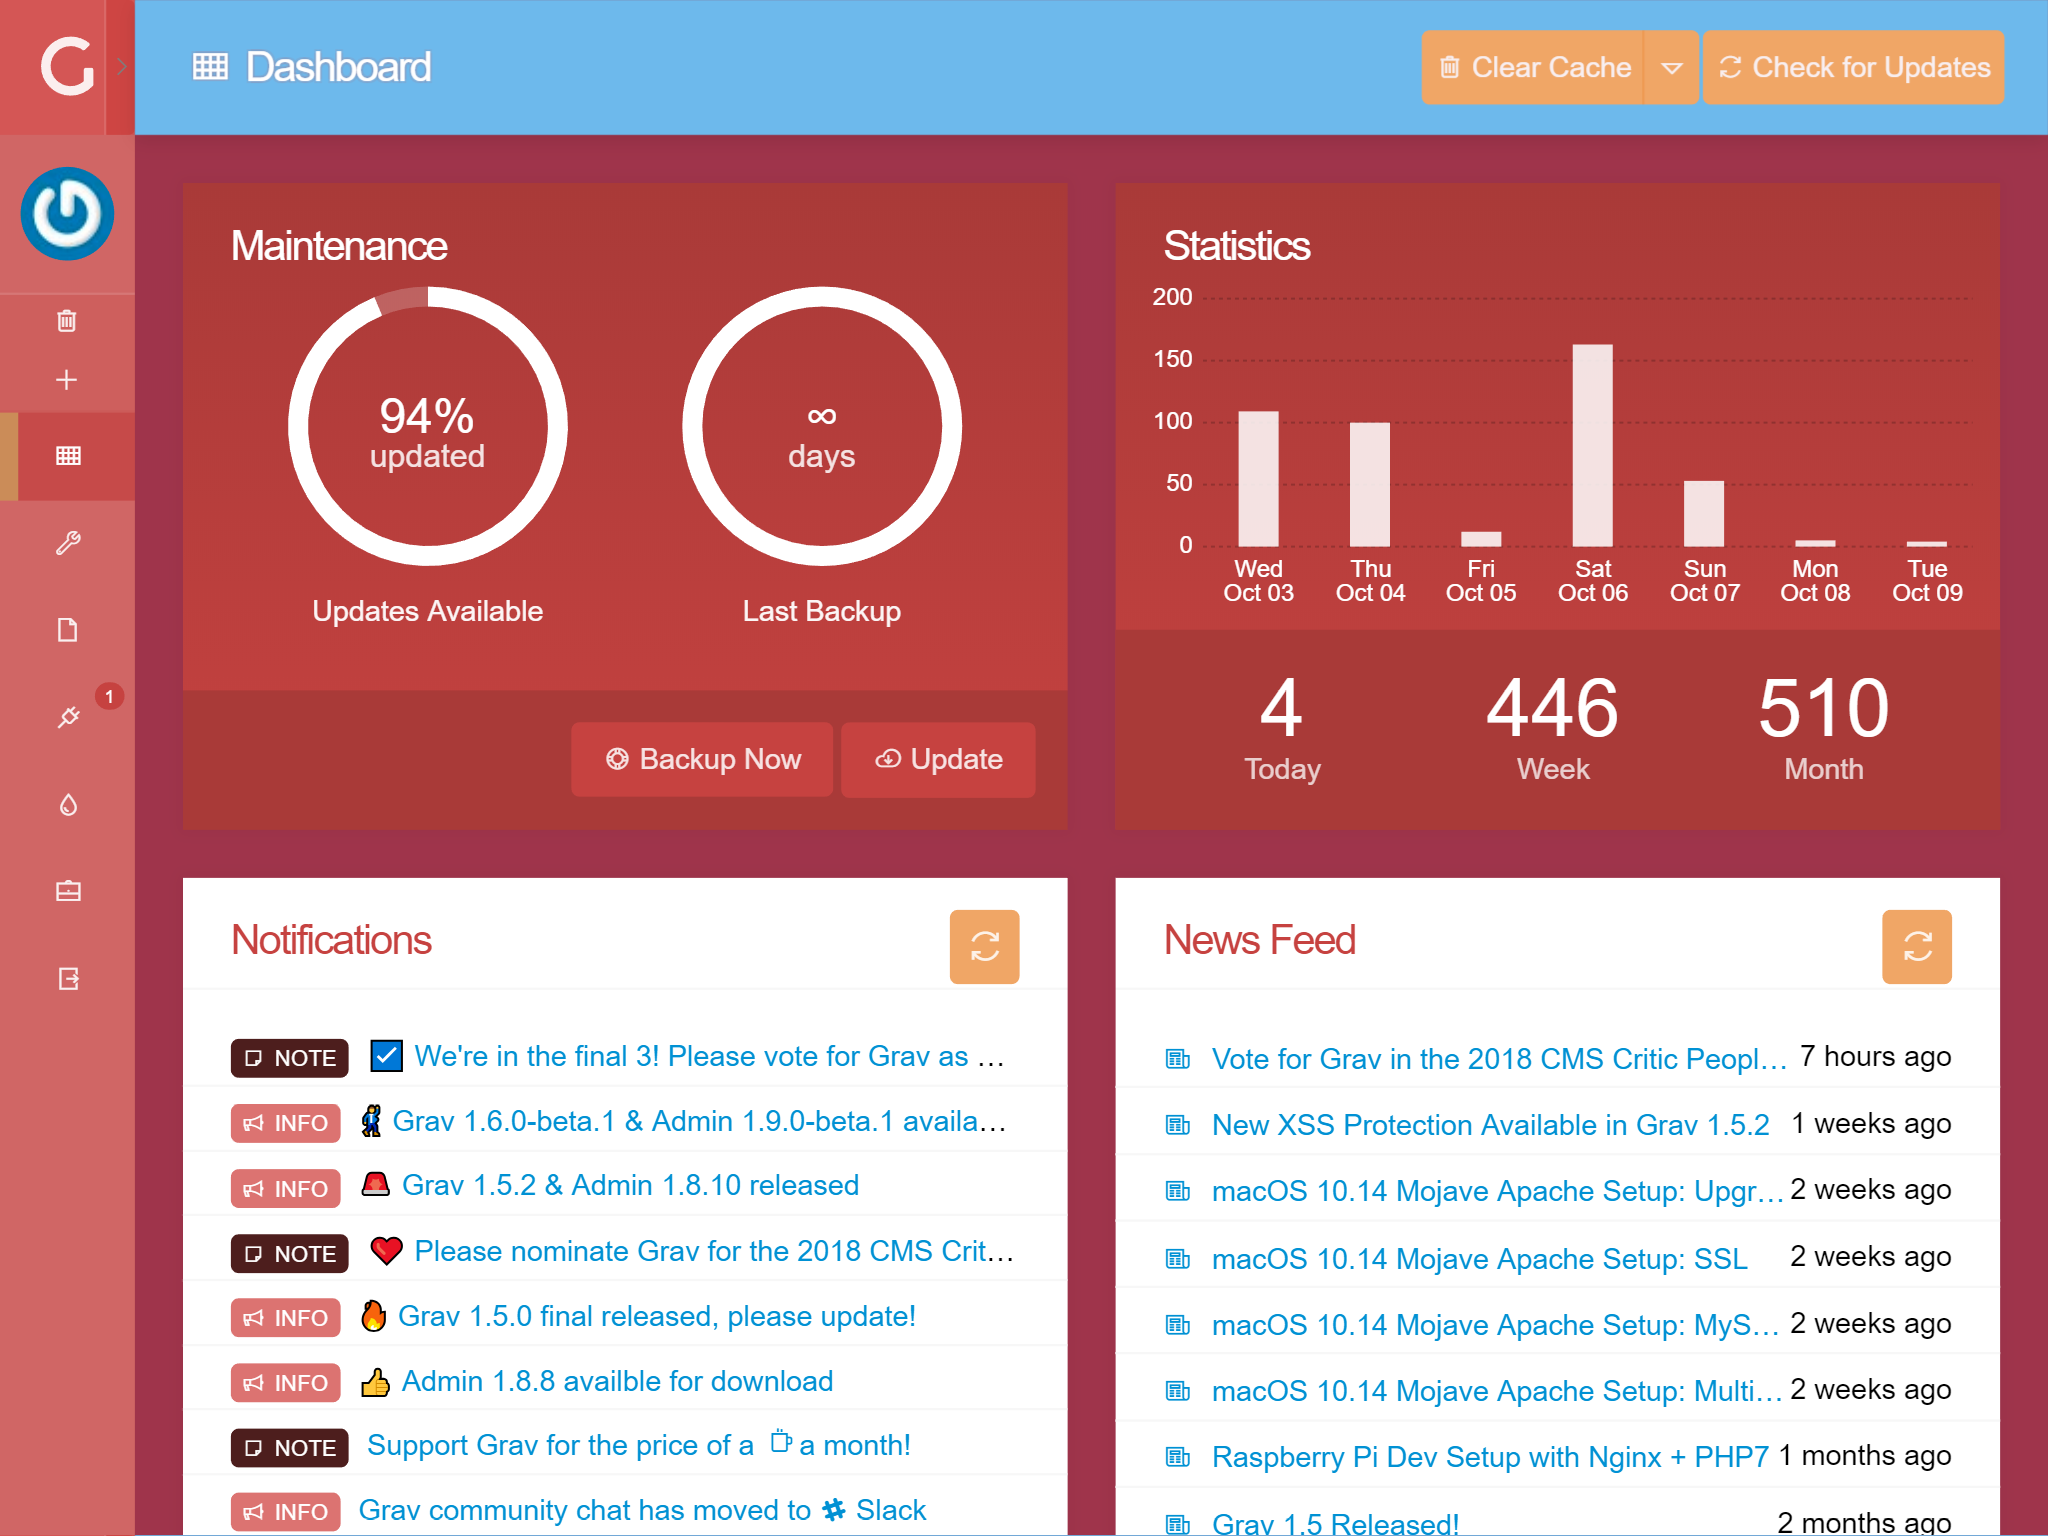 Dashboard
Clear Cache
Check for Updates
1
Maintenance
94%
updated
Updates Available
∞
days
Last Backup
Backup Now
Update
Statistics
200
150
100
50
0
Wed Thu Fri Sat Sun Mon Tue
Oct 03 Oct 04 Oct 05 Oct 06 Oct 07 Oct 08 Oct 09
4 446 510
Today Week Month
Notifications
NOTE We're in the final 3! Please vote for Grav as …
INFO Grav 1.6.0-beta.1 & Admin 1.9.0-beta.1 availa…
INFO Grav 1.5.2 & Admin 1.8.10 released
NOTE Please nominate Grav for the 2018 CMS Crit…
INFO Grav 1.5.0 final released, please update!
INFO Admin 1.8.8 availble for download
NOTE Support Grav for the price of a a month!
INFO Grav community chat has moved to Slack
News Feed
Vote for Grav in the 2018 CMS Critic Peopl… 7 hours ago
New XSS Protection Available in Grav 1.5.2 1 weeks ago
macOS 10.14 Mojave Apache Setup: Upgr… 2 weeks ago
macOS 10.14 Mojave Apache Setup: SSL 2 weeks ago
macOS 10.14 Mojave Apache Setup: MyS… 2 weeks ago
macOS 10.14 Mojave Apache Setup: Multi… 2 weeks ago
Raspberry Pi Dev Setup with Nginx + PHP7 1 months ago
Grav 1.5 Released! 2 months ago